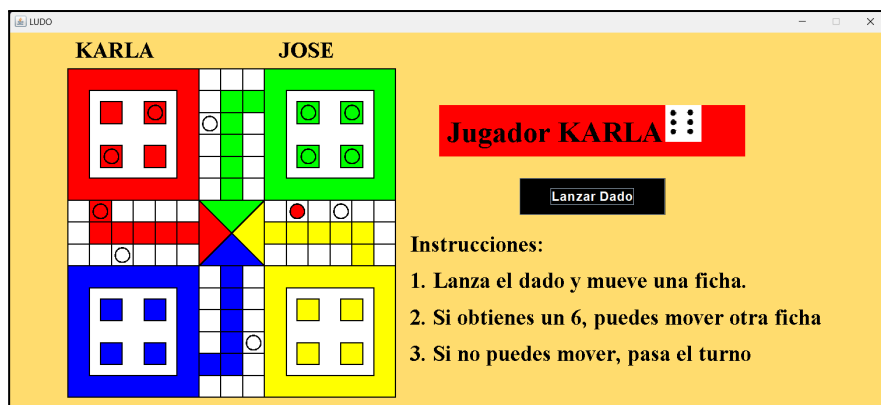 LUDO
KARLA JOSE
Jugador KARLA
Lanzar Dado
Instrucciones:
1. Lanza el dado y mueve una ficha.
2. Si obtienes un 6, puedes mover otra ficha
3. Si no puedes mover, pasa el turno